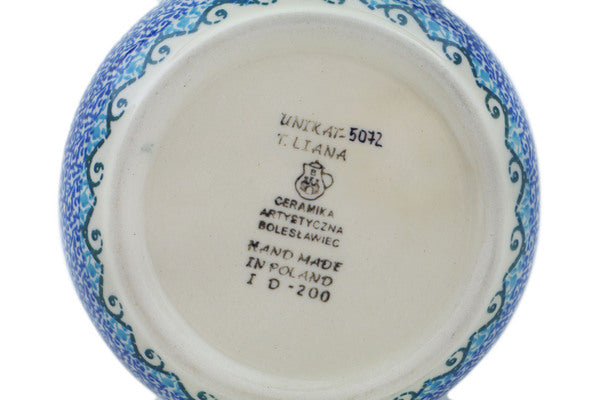 UNIKAT-5072
T. LIANA
CERAMIKA
ARTYSTYCZNA
BOLESŁAWIEC
HAND MADE
IN POLAND
I D -200